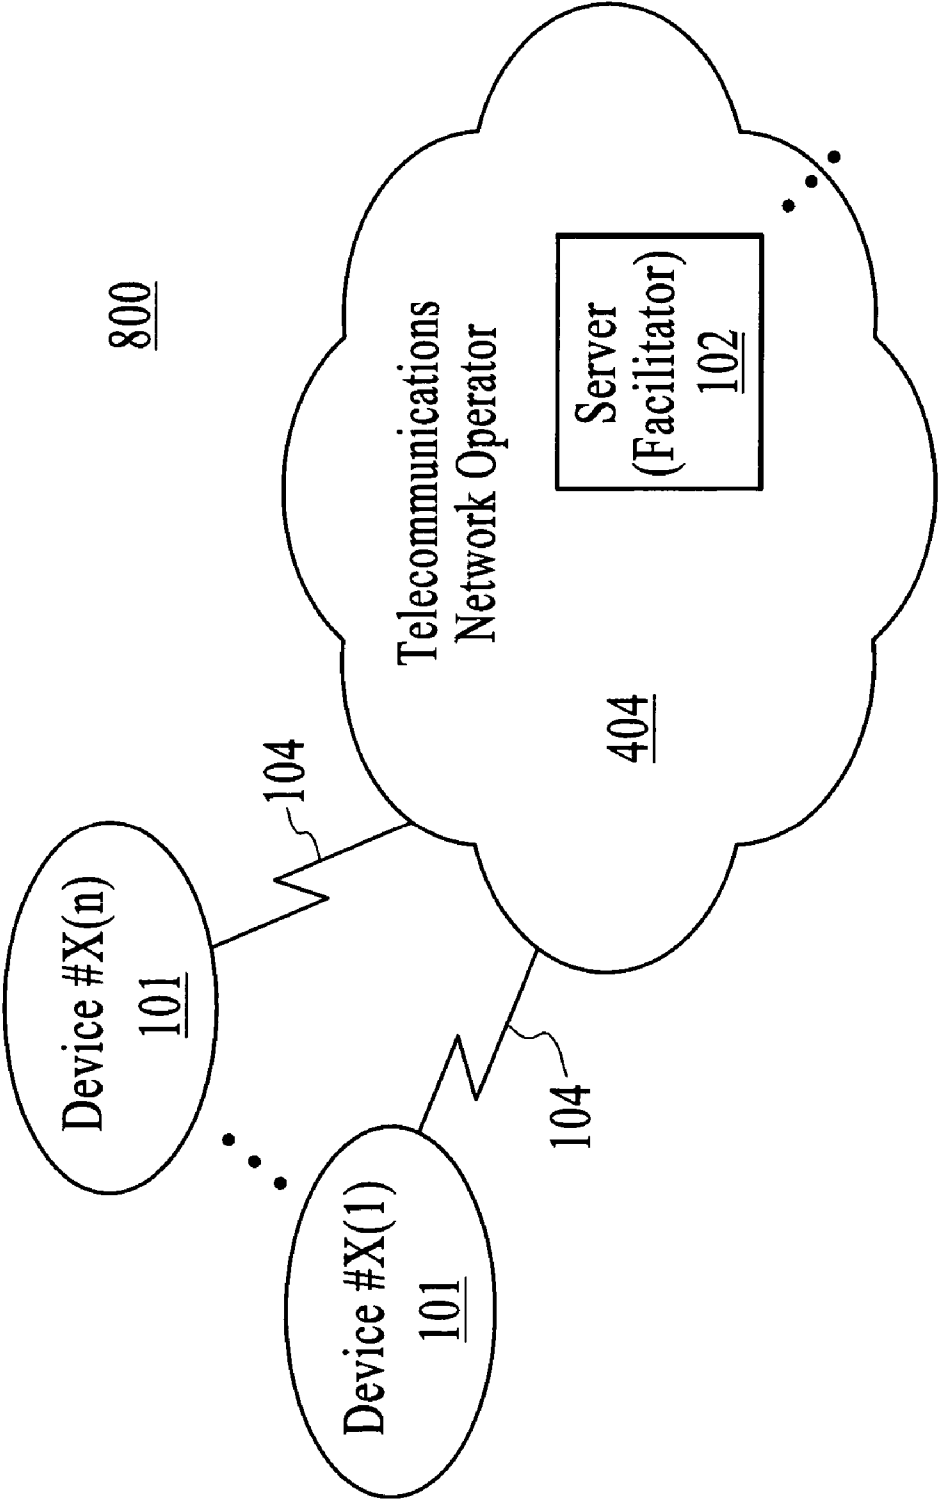 800
Device #X(n)
101
104
Telecommunications
Network Operator
Server
(Facilitator)
102
404
Device #X(1)
101
104